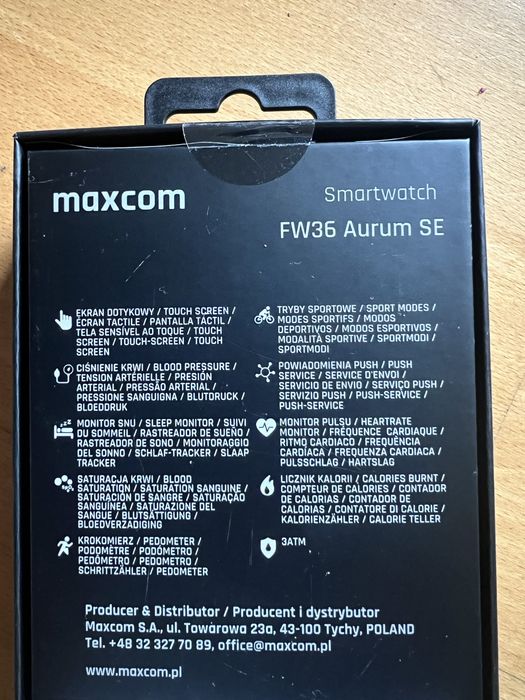 maxcom
Smartwatch
FW36 Aurum SE
EKRAN DOTYKOWY / TOUCH SCREEN /
ÉCRAN TACTILE / PANTALLA TÁCTIL /
TELA SENSÍVEL AO TOQUE / TOUCH
SCREEN / TOUCH-SCREEN / TOUCH
SCREEN
CIŚNIENIE KRWI / BLOOD PRESSURE /
TENSION ARTÉRIELLE / PRESIÓN
ARTERIAL / PRESSÃO ARTERIAL /
PRESSIONE SANGUIGNA / BLUTDRUCK /
BLOEDDRUK
MONITOR SNU / SLEEP MONITOR / SUIVI
DU SOMMEIL / RASTREADOR DE SUEÑO /
RASTREADOR DE SONO / MONITORAGGIO
DEL SONNO / SCHLAF-TRACKER / SLAAP
TRACKER
SATURACJA KRWI / BLOOD
SATURATION / SATURATION SANGUINE /
SATURACIÓN DE SANGRE / SATURAÇÃO
SANGUÍNEA / SATURAZIONE DEL
SANGUE / BLUTSÄTTIGUNG /
BLOEDVERZADIGING
KROKOMIERZ / PEDOMETER /
PODOMÈTRE / PODÓMETRO /
PEDÔMETRO / PEDOMETRO /
SCHRITTZÄHLER / PEDOMETER
TRYBY SPORTOWE / SPORT MODES /
MODES SPORTIFS / MODOS
DEPORTIVOS / MODOS ESPORTIVOS /
MODALITÀ SPORTIVE / SPORTMODI /
SPORTMODI
POWIADOMIENIA PUSH / PUSH
SERVICE / SERVICE D'ENVOI /
SERVICIO DE ENVIO / SERVIÇO PUSH /
SERVIZIO PUSH / PUSH-SERVICE /
PUSH-SERVICE
MONITOR PULSU / HEARTRATE
MONITOR / FRÉQUENCE CARDIAQUE /
RITMO CARDIACO / FREQUÊNCIA
CARDÍACA / FREQUENZA CARDIACA /
PULSSCHLAG / HARTSLAG
LICZNIK KALORII / CALORIES BURNT /
COMPTEUR DE CALORIES / CONTADOR
DE CALORIAS / CONTADOR DE
CALORIAS / CONTATORE DI CALORIE /
KALORIENZÄHLER / CALORIE TELLER
3ATM
Producer & Distributor / Producent i dystrybutor
Maxcom S.A., ul. Towarowa 23a, 43-100 Tychy, POLAND
Tel. +48 32 327 70 89, office@maxcom.pl
www.maxcom.pl